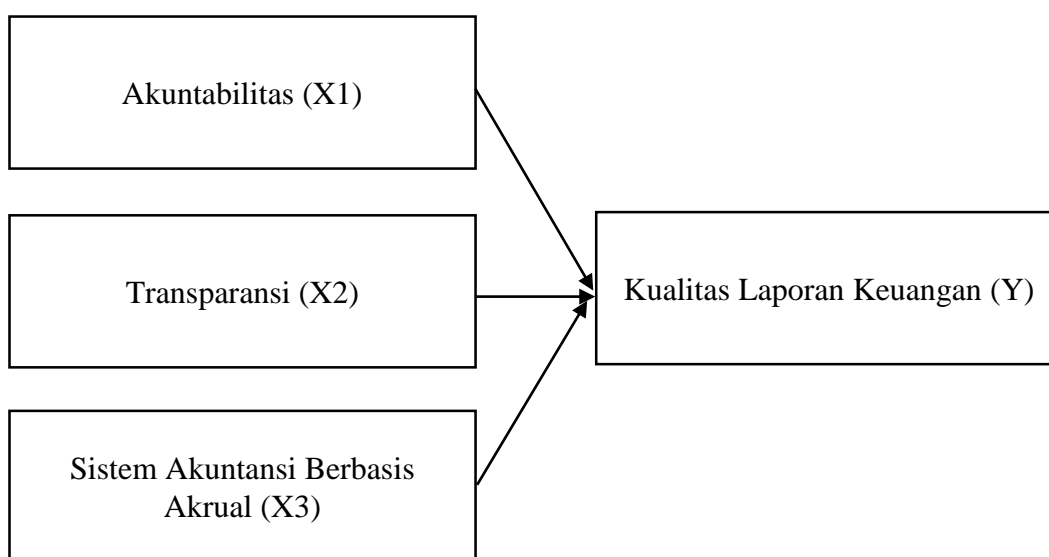 Akuntabilitas (X1)
Transparansi (X2)
Kualitas Laporan Keuangan (Y)
Sistem Akuntansi Berbasis
Akrual (X3)